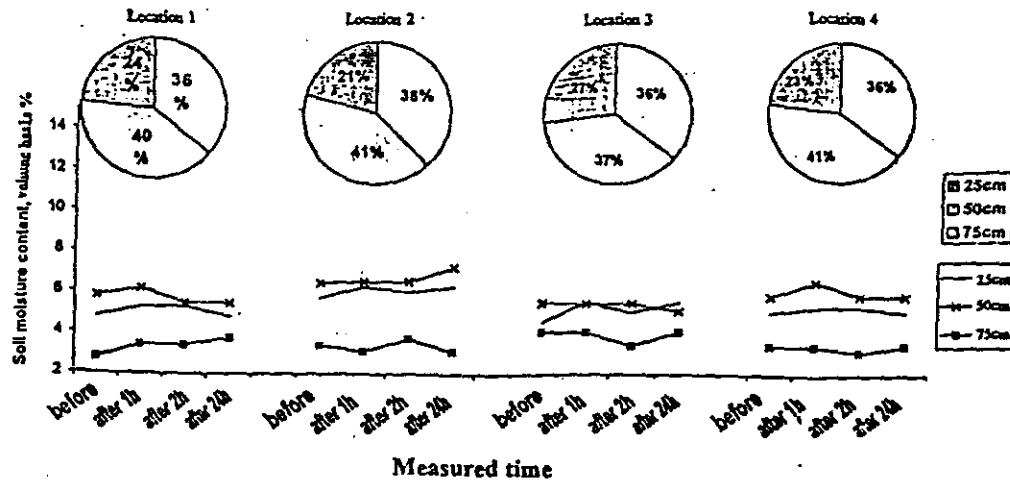 Location 1
Location 2
Location 3
Location 4
24
%
36
%
40
%
21%
38%
41%
27%
36%
37%
23%
36%
41%
Soil moisture content, volume basis %
14
12
10
8
6
4
2
25cm
50cm
75cm
25cm
50cm
75cm
before
after 1h
after 2h
after 24h
before
after 1h
after 2h
after 24h
before
after 1h
after 2h
after 24h
before
after 1h
after 2h
after 24h
Measured time